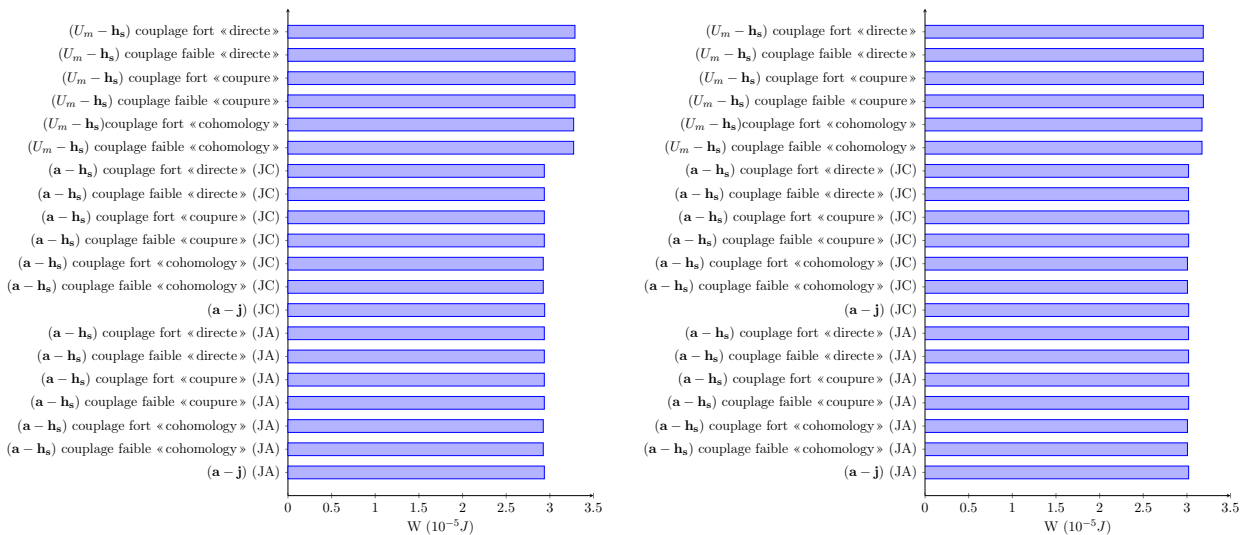 (U_m − h_s) couplage fort «directe»
(U_m − h_s) couplage faible «directe»
(U_m − h_s) couplage fort «coupure»
(U_m − h_s) couplage faible «coupure»
(U_m − h_s)couplage fort «cohomology»
(U_m − h_s) couplage faible «cohomology»
(a − h_s) couplage fort «directe» (JC)
(a − h_s) couplage faible «directe» (JC)
(a − h_s) couplage fort «coupure» (JC)
(a − h_s) couplage faible «coupure» (JC)
(a − h_s) couplage fort «cohomology» (JC)
(a − h_s) couplage faible «cohomology» (JC)
(a − j) (JC)
(a − h_s) couplage fort «directe» (JA)
(a − h_s) couplage faible «directe» (JA)
(a − h_s) couplage fort «coupure» (JA)
(a − h_s) couplage faible «coupure» (JA)
(a − h_s) couplage fort «cohomology» (JA)
(a − h_s) couplage faible «cohomology» (JA)
(a − j) (JA)
0 0.5 1 1.5 2 2.5 3 3.5
W (10⁻⁵J)
(U_m − h_s) couplage fort «directe»
(U_m − h_s) couplage faible «directe»
(U_m − h_s) couplage fort «coupure»
(U_m − h_s) couplage faible «coupure»
(U_m − h_s)couplage fort «cohomology»
(U_m − h_s) couplage faible «cohomology»
(a − h_s) couplage fort «directe» (JC)
(a − h_s) couplage faible «directe» (JC)
(a − h_s) couplage fort «coupure» (JC)
(a − h_s) couplage faible «coupure» (JC)
(a − h_s) couplage fort «cohomology» (JC)
(a − h_s) couplage faible «cohomology» (JC)
(a − j) (JC)
(a − h_s) couplage fort «directe» (JA)
(a − h_s) couplage faible «directe» (JA)
(a − h_s) couplage fort «coupure» (JA)
(a − h_s) couplage faible «coupure» (JA)
(a − h_s) couplage fort «cohomology» (JA)
(a − h_s) couplage faible «cohomology» (JA)
(a − j) (JA)
0 0.5 1 1.5 2 2.5 3 3.5
W (10⁻⁵J)